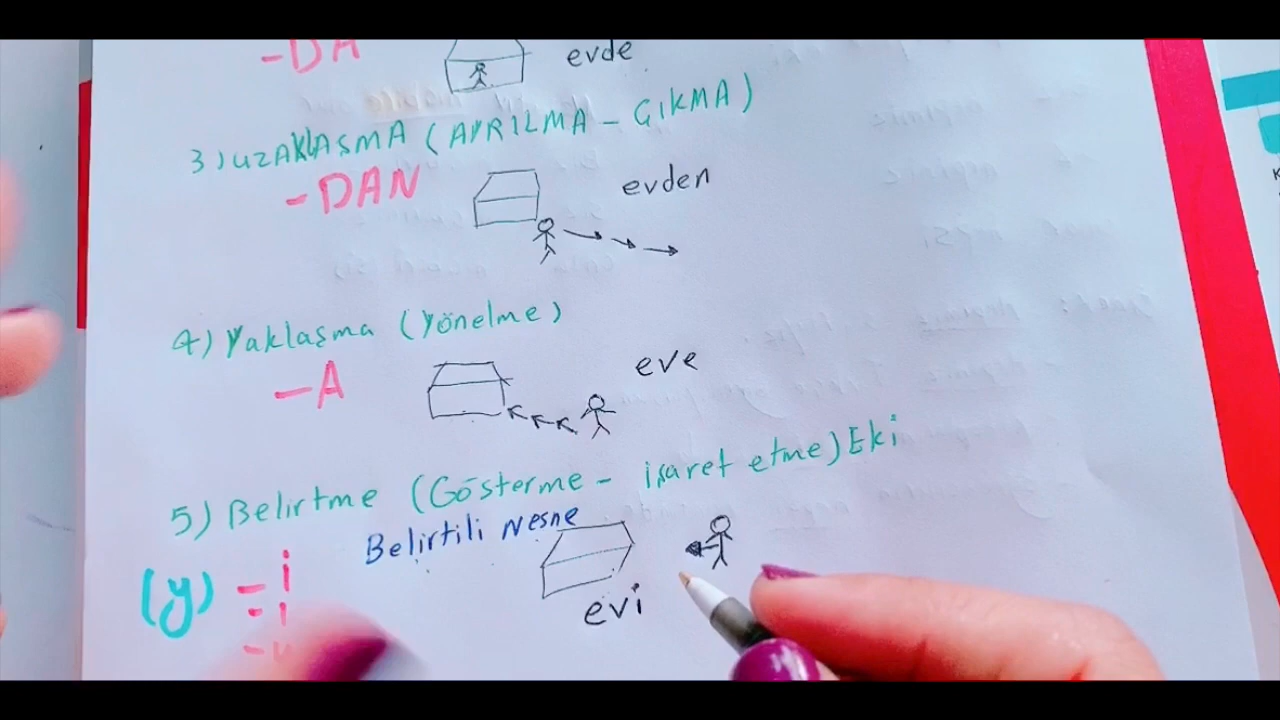 -DA evde
3) UZAKLAŞMA (AYRILMA - ÇIKMA)
-DAN evden
4) Yaklaşma (Yönelme)
-A eve
5) Belirtme (Gösterme - işaret etme) Eki
Belirtili Nesne
(y) -i
-ı
evi